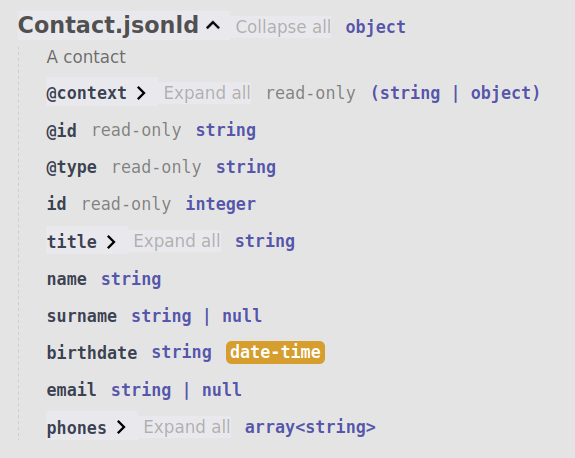 Contact.jsonld Collapse all object
A contact
@context Expand all read-only (string | object)
@id read-only string
@type read-only string
id read-only integer
title Expand all string
name string
surname string | null
birthdate string date-time
email string | null
phones Expand all array<string>